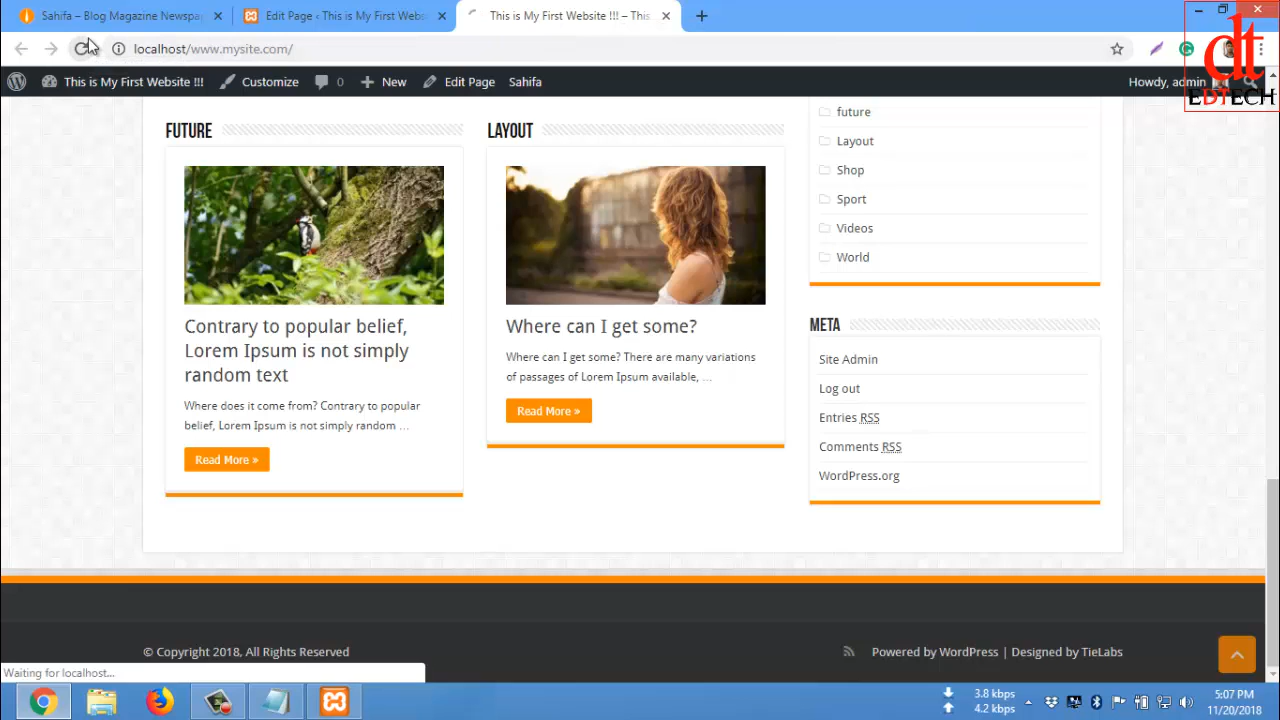 Sahifa – Blog Magazine Newspap
Edit Page ‹ This is My First Webs
This is My First Website !!! – This
localhost/www.mysite.com/
dt
EDTECH
This is My First Website !!!
Customize
0
New
Edit Page
Sahifa
Howdy, admin
FUTURE
Contrary to popular belief,
Lorem Ipsum is not simply
random text
Where does it come from? Contrary to popular
belief, Lorem Ipsum is not simply random …
Read More »
LAYOUT
Where can I get some?
Where can I get some? There are many variations
of passages of Lorem Ipsum available, …
Read More »
future
Layout
Shop
Sport
Videos
World
META
Site Admin
Log out
Entries RSS
Comments RSS
WordPress.org
© Copyright 2018, All Rights Reserved
Powered by WordPress | Designed by TieLabs
Waiting for localhost...
3.8 kbps
4.2 kbps
5:07 PM
11/20/2018